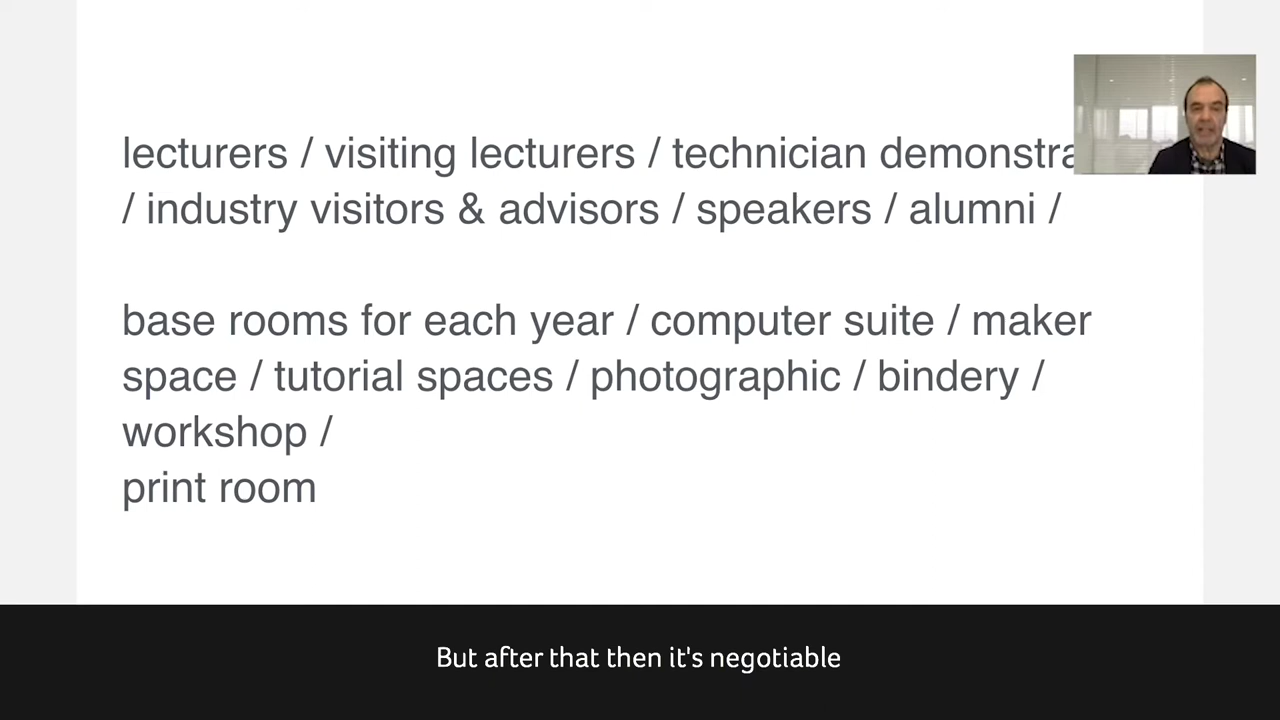 lecturers / visiting lecturers / technician
/ industry visitors & advisors / speakers / alumni /
base rooms for each year / computer suite / maker
space / tutorial spaces / photographic / bindery /
workshop /
print room
But after that then it's negotiable